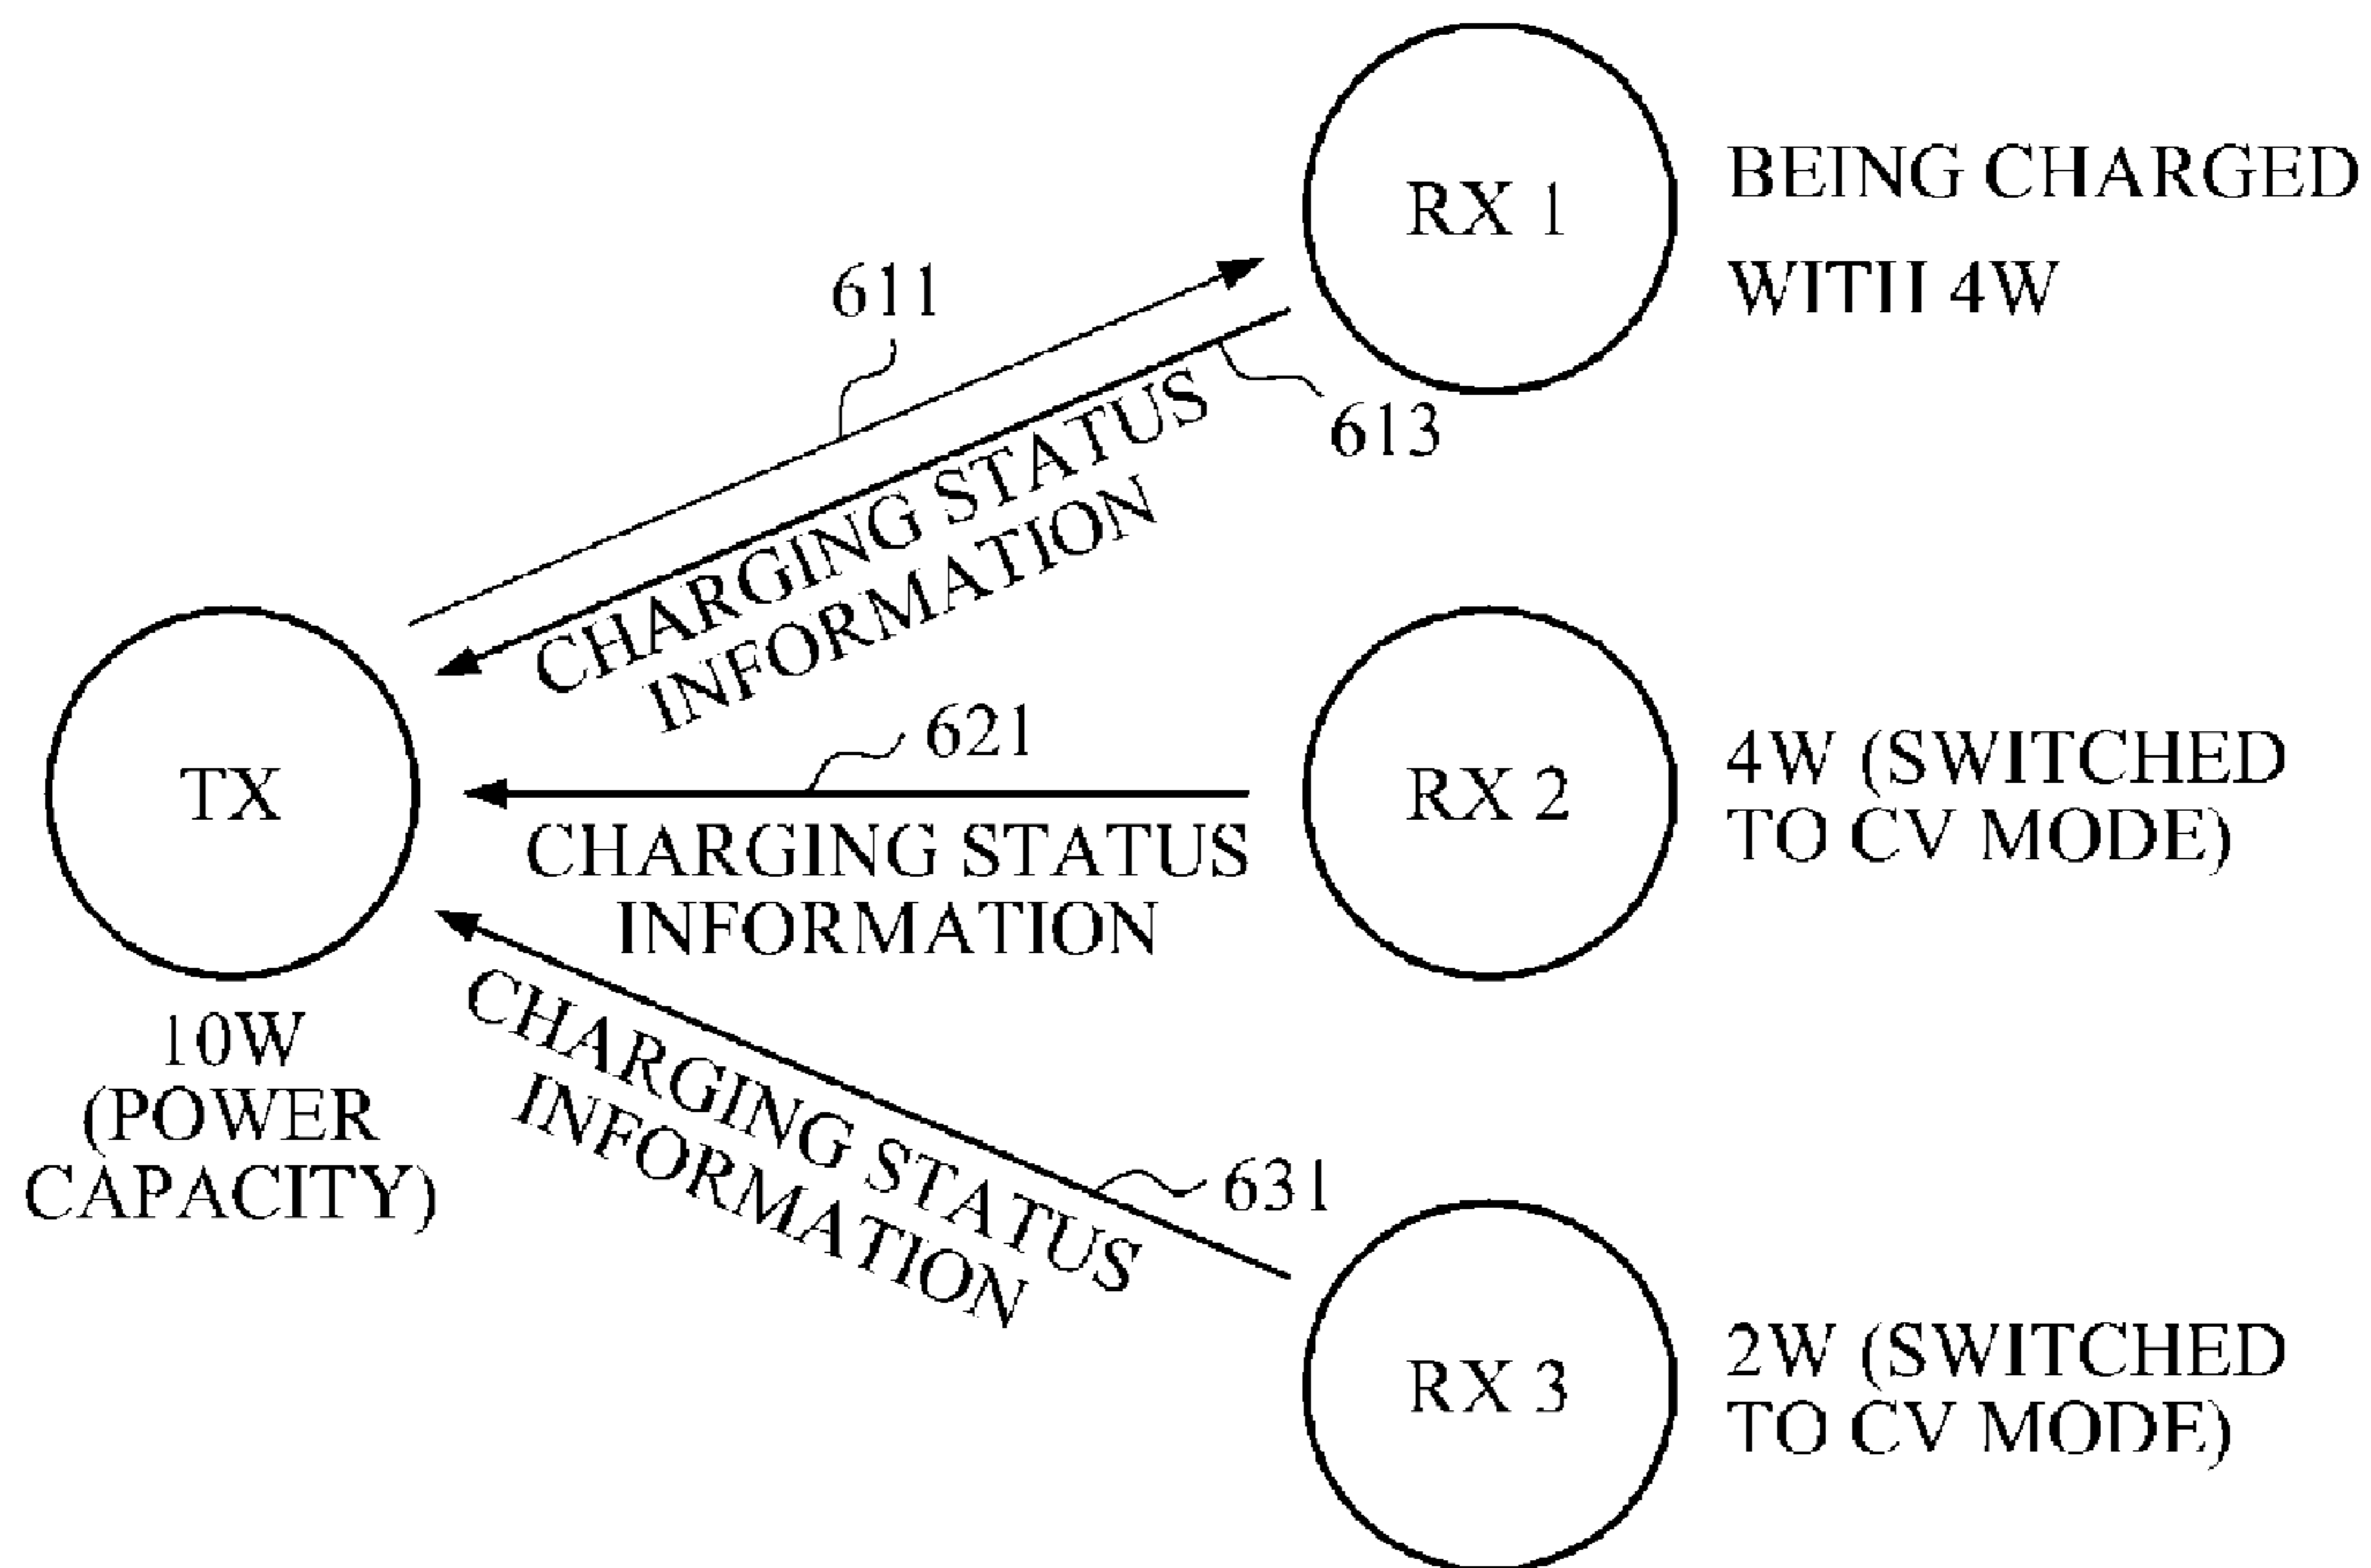 RX 1
BEING CHARGED
WITH 4W
611
613
CHARGING STATUS
INFORMATION
TX
10W
(POWER
CAPACITY)
621
CHARGING STATUS
INFORMATION
RX 2
4W (SWITCHED
TO CV MODE)
CHARGING STATUS
INFORMATION
631
RX 3
2W (SWITCHED
TO CV MODE)